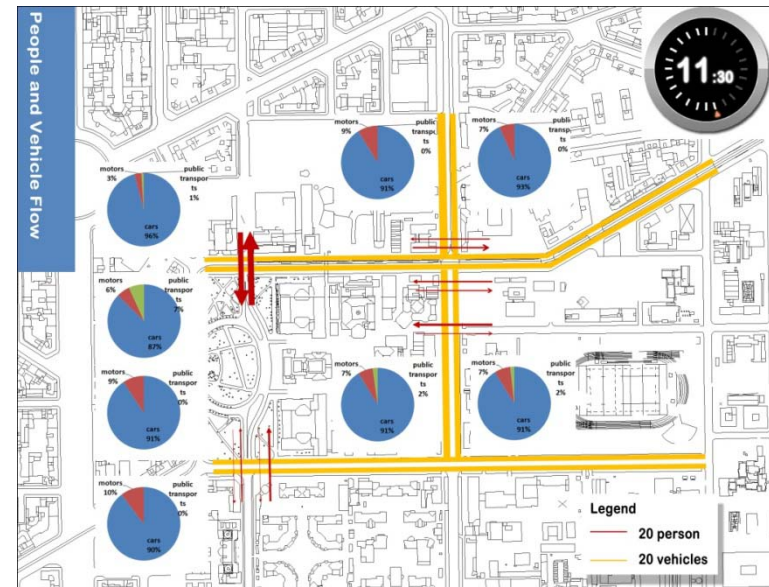 People and Vehicle Flow
11:30
motors
9%
public
transpor
ts
0%
cars
91%
motors
7%
public
transpor
ts
0%
cars
93%
motors
3%
public
transpor
ts
1%
cars
96%
motors
6%
public
transpor
ts
7%
cars
87%
motors
9%
public
transpor
ts
0%
cars
91%
motors
7%
public
transpor
ts
2%
cars
91%
motors
7%
public
transpor
ts
2%
cars
91%
motors
10%
public
transpor
ts
0%
cars
90%
Legend
20 person
20 vehicles